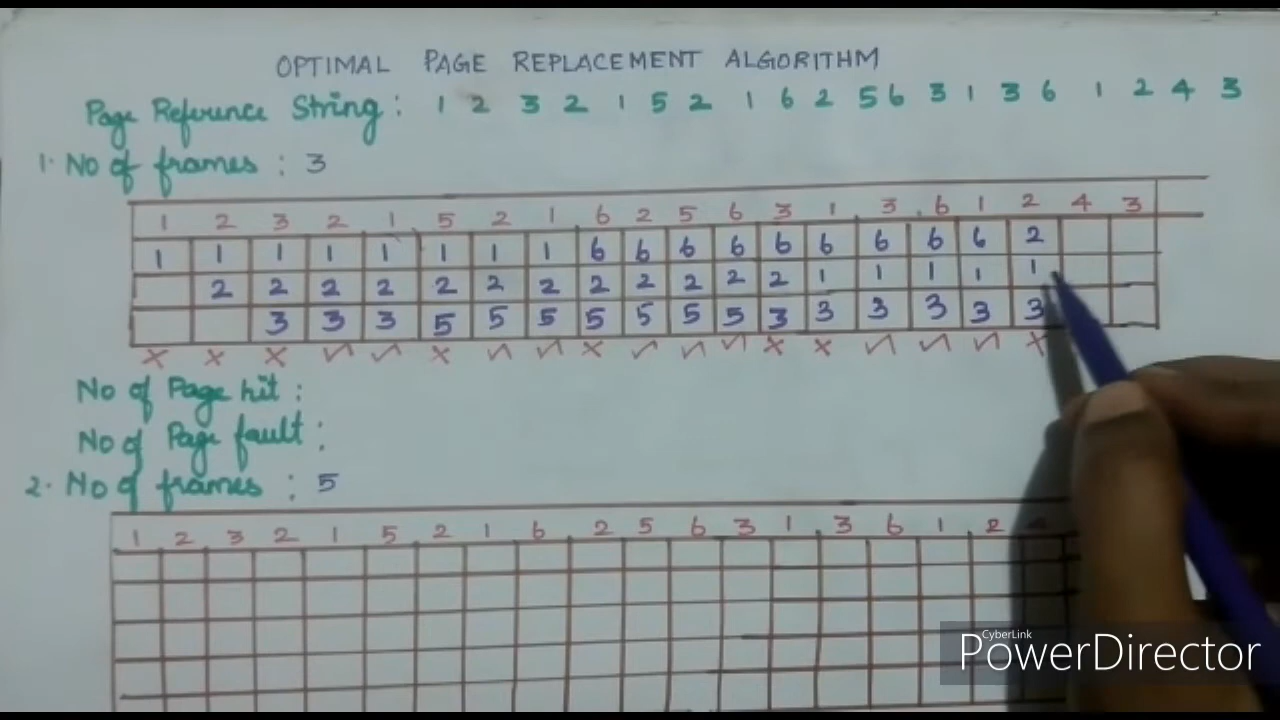 OPTIMAL PAGE REPLACEMENT ALGORITHM
Page Reference String : 1 2 3 2 1 5 2 1 6 2 5 6 3 1 3 6 1 2 4 3
1. No of frames : 3
1 2 3 2 1 5 2 1 6 2 5 6 3 1 3 6 1 2 4 3
1 1 1 1 1 1 1 1 6 6 6 6 6 6 6 6 6 2
2 2 2 2 2 2 2 2 2 2 2 2 1 1 1 1 1
3 3 3 5 5 5 5 5 5 5 3 3 3 3 3 3
× × × ✓ ✓ × ✓ ✓ × ✓ ✓ ✓ × × ✓ ✓ ✓ ×
No of Page hit :
No of Page fault :
2. No of frames : 5
1 2 3 2 1 5 2 1 6 2 5 6 3 1 3 6 1 2
CyberLink
PowerDirector